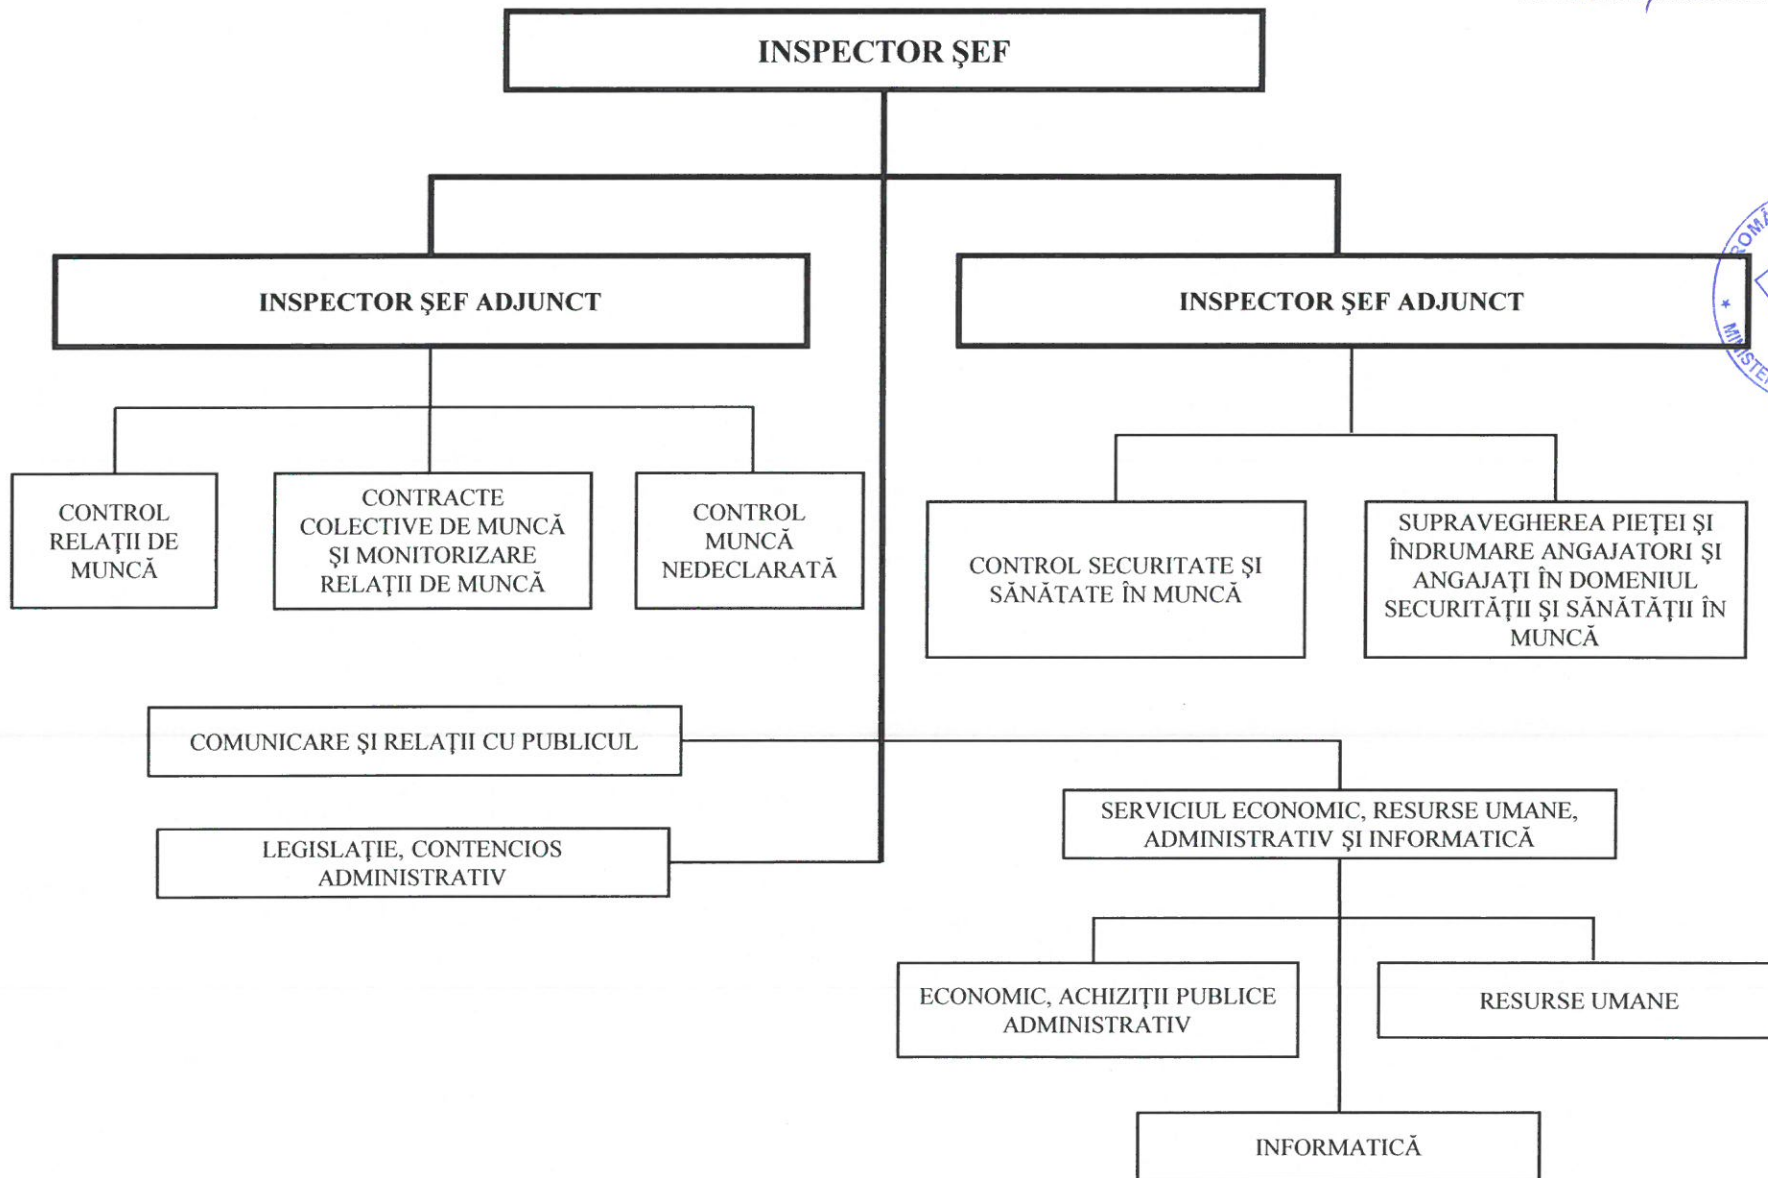 INSPECTOR ŞEF
INSPECTOR ŞEF ADJUNCT
INSPECTOR ŞEF ADJUNCT
CONTROL
RELAŢII DE
MUNCĂ
CONTRACTE
COLECTIVE DE MUNCĂ
ŞI MONITORIZARE
RELAŢII DE MUNCĂ
CONTROL
MUNCĂ
NEDECLARATĂ
CONTROL SECURITATE ŞI
SĂNĂTATE ÎN MUNCĂ
SUPRAVEGHEREA PIEŢEI ŞI
ÎNDRUMARE ANGAJATORI ŞI
ANGAJAŢI ÎN DOMENIUL
SECURITĂŢII ŞI SĂNĂTĂŢII ÎN
MUNCĂ
COMUNICARE ŞI RELAŢII CU PUBLICUL
LEGISLAŢIE, CONTENCIOS
ADMINISTRATIV
SERVICIUL ECONOMIC, RESURSE UMANE,
ADMINISTRATIV ŞI INFORMATICĂ
ECONOMIC, ACHIZIŢII PUBLICE
ADMINISTRATIV
RESURSE UMANE
INFORMATICĂ